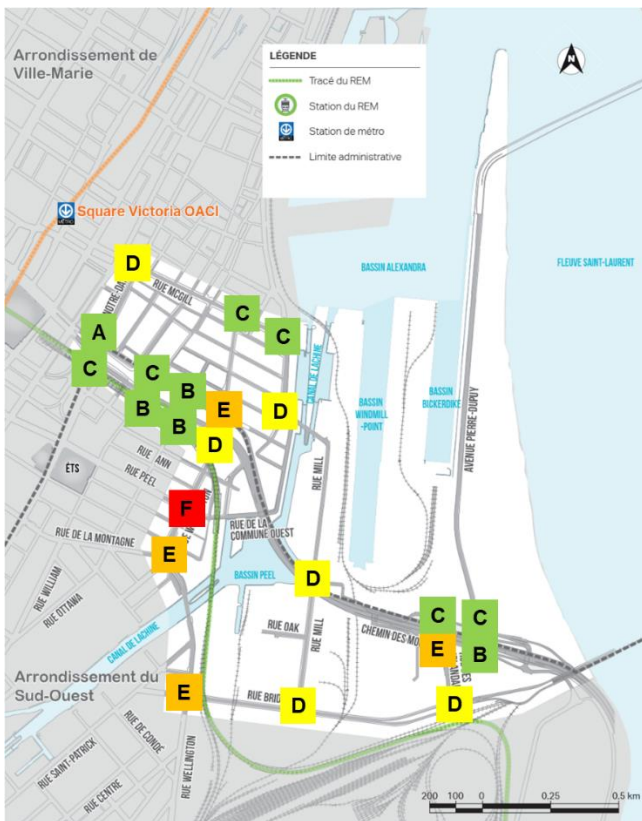 Arrondissement de
Ville-Marie
LÉGENDE
Tracé du REM
Station du REM
Station de métro
Limite administrative
N
Square Victoria OACI
D
RUE MCGILL
NOTRE-DA
BASSIN ALEXANDRA
FLEUVE SAINT-LAURENT
C
C
A
C
C
B
B
B
E
D
D
CANAL DE LACHINE
BASSIN
WINDMILL
-POINT
BASSIN
BICKERDIKE
AVENUE PIERRE-DUPUY
ÉTS
RUE
ANN
RUE PEEL
RUE MILL
F
RUE DE LA
COMMUNE OUEST
RUE DE LA MONTAGNE
E
BASSIN PEEL
D
RUE WILLIAM
RUE OTTAWA
CANAL DE LACHINE
RUE OAK
RUE MILL
CHEMIN DES MO
C
C
E
B
Arrondissement du
Sud-Ouest
E
RUE BRID
D
D
RUE DE CONDÉ
RUE SAINT-PATRICK
RUE CENTRE
RUE WELLINGTON
200 100 0 0.25 0.5 km